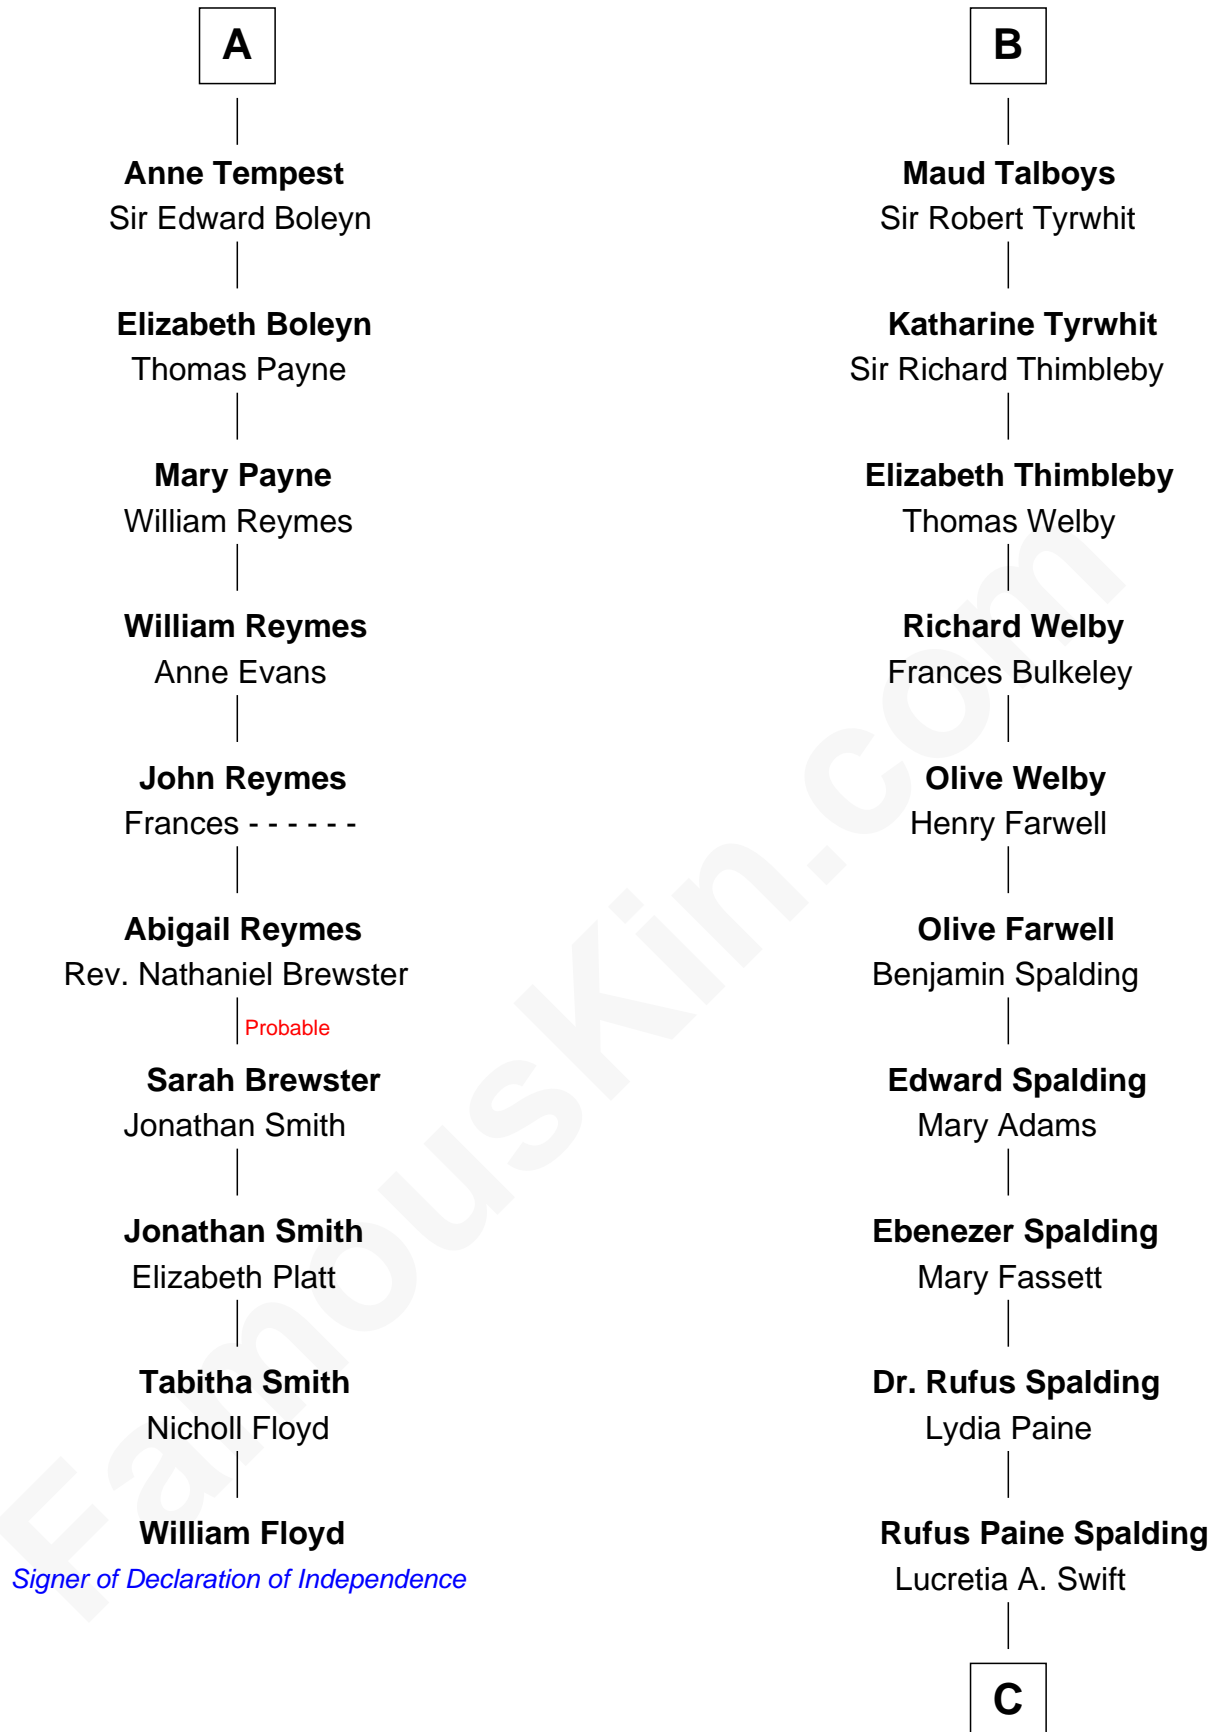 A
Anne Tempest
Sir Edward Boleyn
Elizabeth Boleyn
Thomas Payne
Mary Payne
William Reymes
William Reymes
Anne Evans
John Reymes
Frances - - - - - -
Abigail Reymes
Rev. Nathaniel Brewster
Probable
Sarah Brewster
Jonathan Smith
Jonathan Smith
Elizabeth Platt
Tabitha Smith
Nicholl Floyd
William Floyd
Signer of Declaration of Independence
B
Maud Talboys
Sir Robert Tyrwhit
Katharine Tyrwhit
Sir Richard Thimbleby
Elizabeth Thimbleby
Thomas Welby
Richard Welby
Frances Bulkeley
Olive Welby
Henry Farwell
Olive Farwell
Benjamin Spalding
Edward Spalding
Mary Adams
Ebenezer Spalding
Mary Fassett
Dr. Rufus Spalding
Lydia Paine
Rufus Paine Spalding
Lucretia A. Swift
C
FamousKin.com